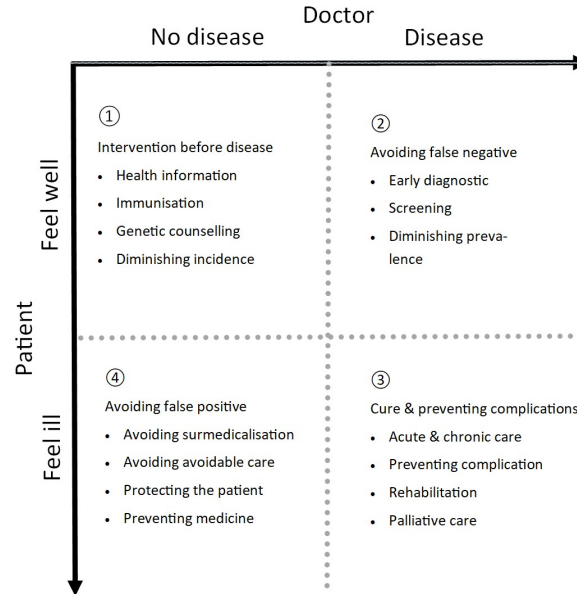 Doctor
No disease
Disease
Patient
Feel well
Feel ill
①
Intervention before disease
• Health information
• Immunisation
• Genetic counselling
• Diminishing incidence
②
Avoiding false negative
• Early diagnostic
• Screening
• Diminishing preva-
lence
④
Avoiding false positive
• Avoiding surmedicalisation
• Avoiding avoidable care
• Protecting the patient
• Preventing medicine
③
Cure & preventing complications
• Acute & chronic care
• Preventing complication
• Rehabilitation
• Palliative care